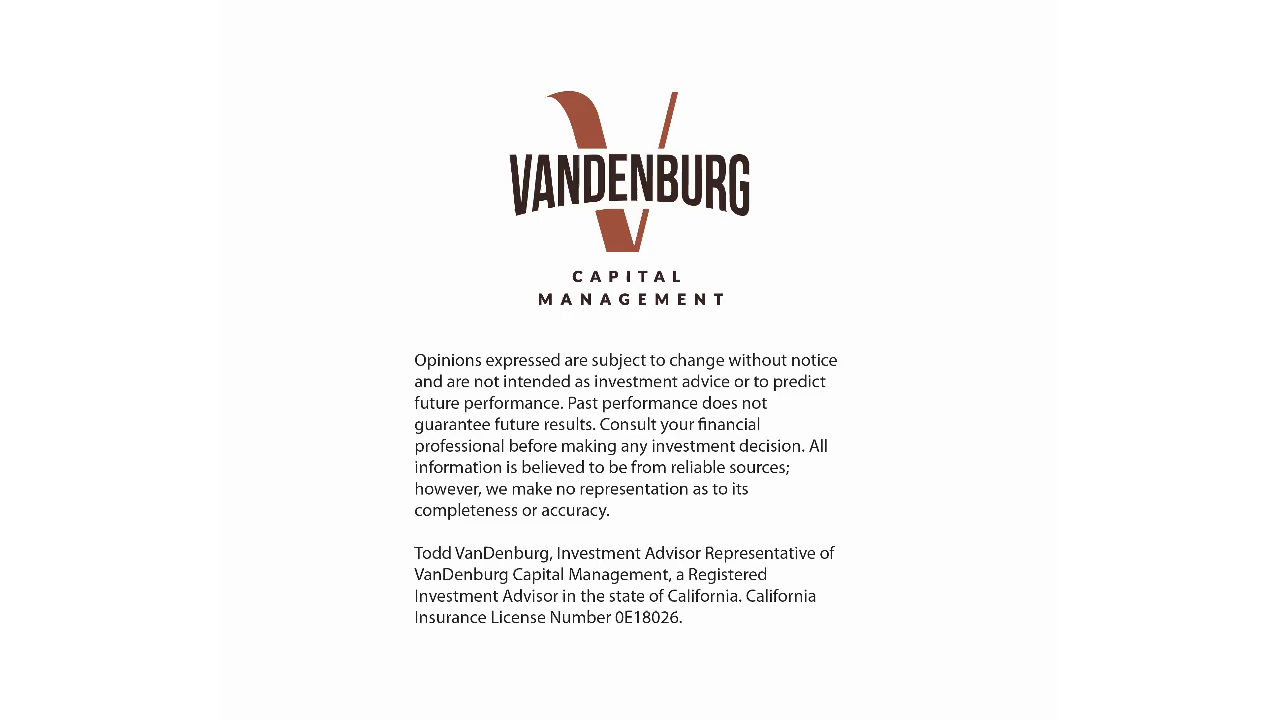 VANDENBURG
CAPITAL
MANAGEMENT
Opinions expressed are subject to change without notice
and are not intended as investment advice or to predict
future performance. Past performance does not
guarantee future results. Consult your financial
professional before making any investment decision. All
information is believed to be from reliable sources;
however, we make no representation as to its
completeness or accuracy.
Todd VanDenburg, Investment Advisor Representative of
VanDenburg Capital Management, a Registered
Investment Advisor in the state of California. California
Insurance License Number 0E18026.